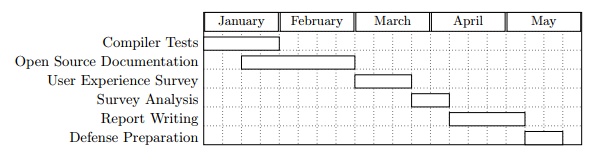 January February March April May
Compiler Tests
Open Source Documentation
User Experience Survey
Survey Analysis
Report Writing
Defense Preparation